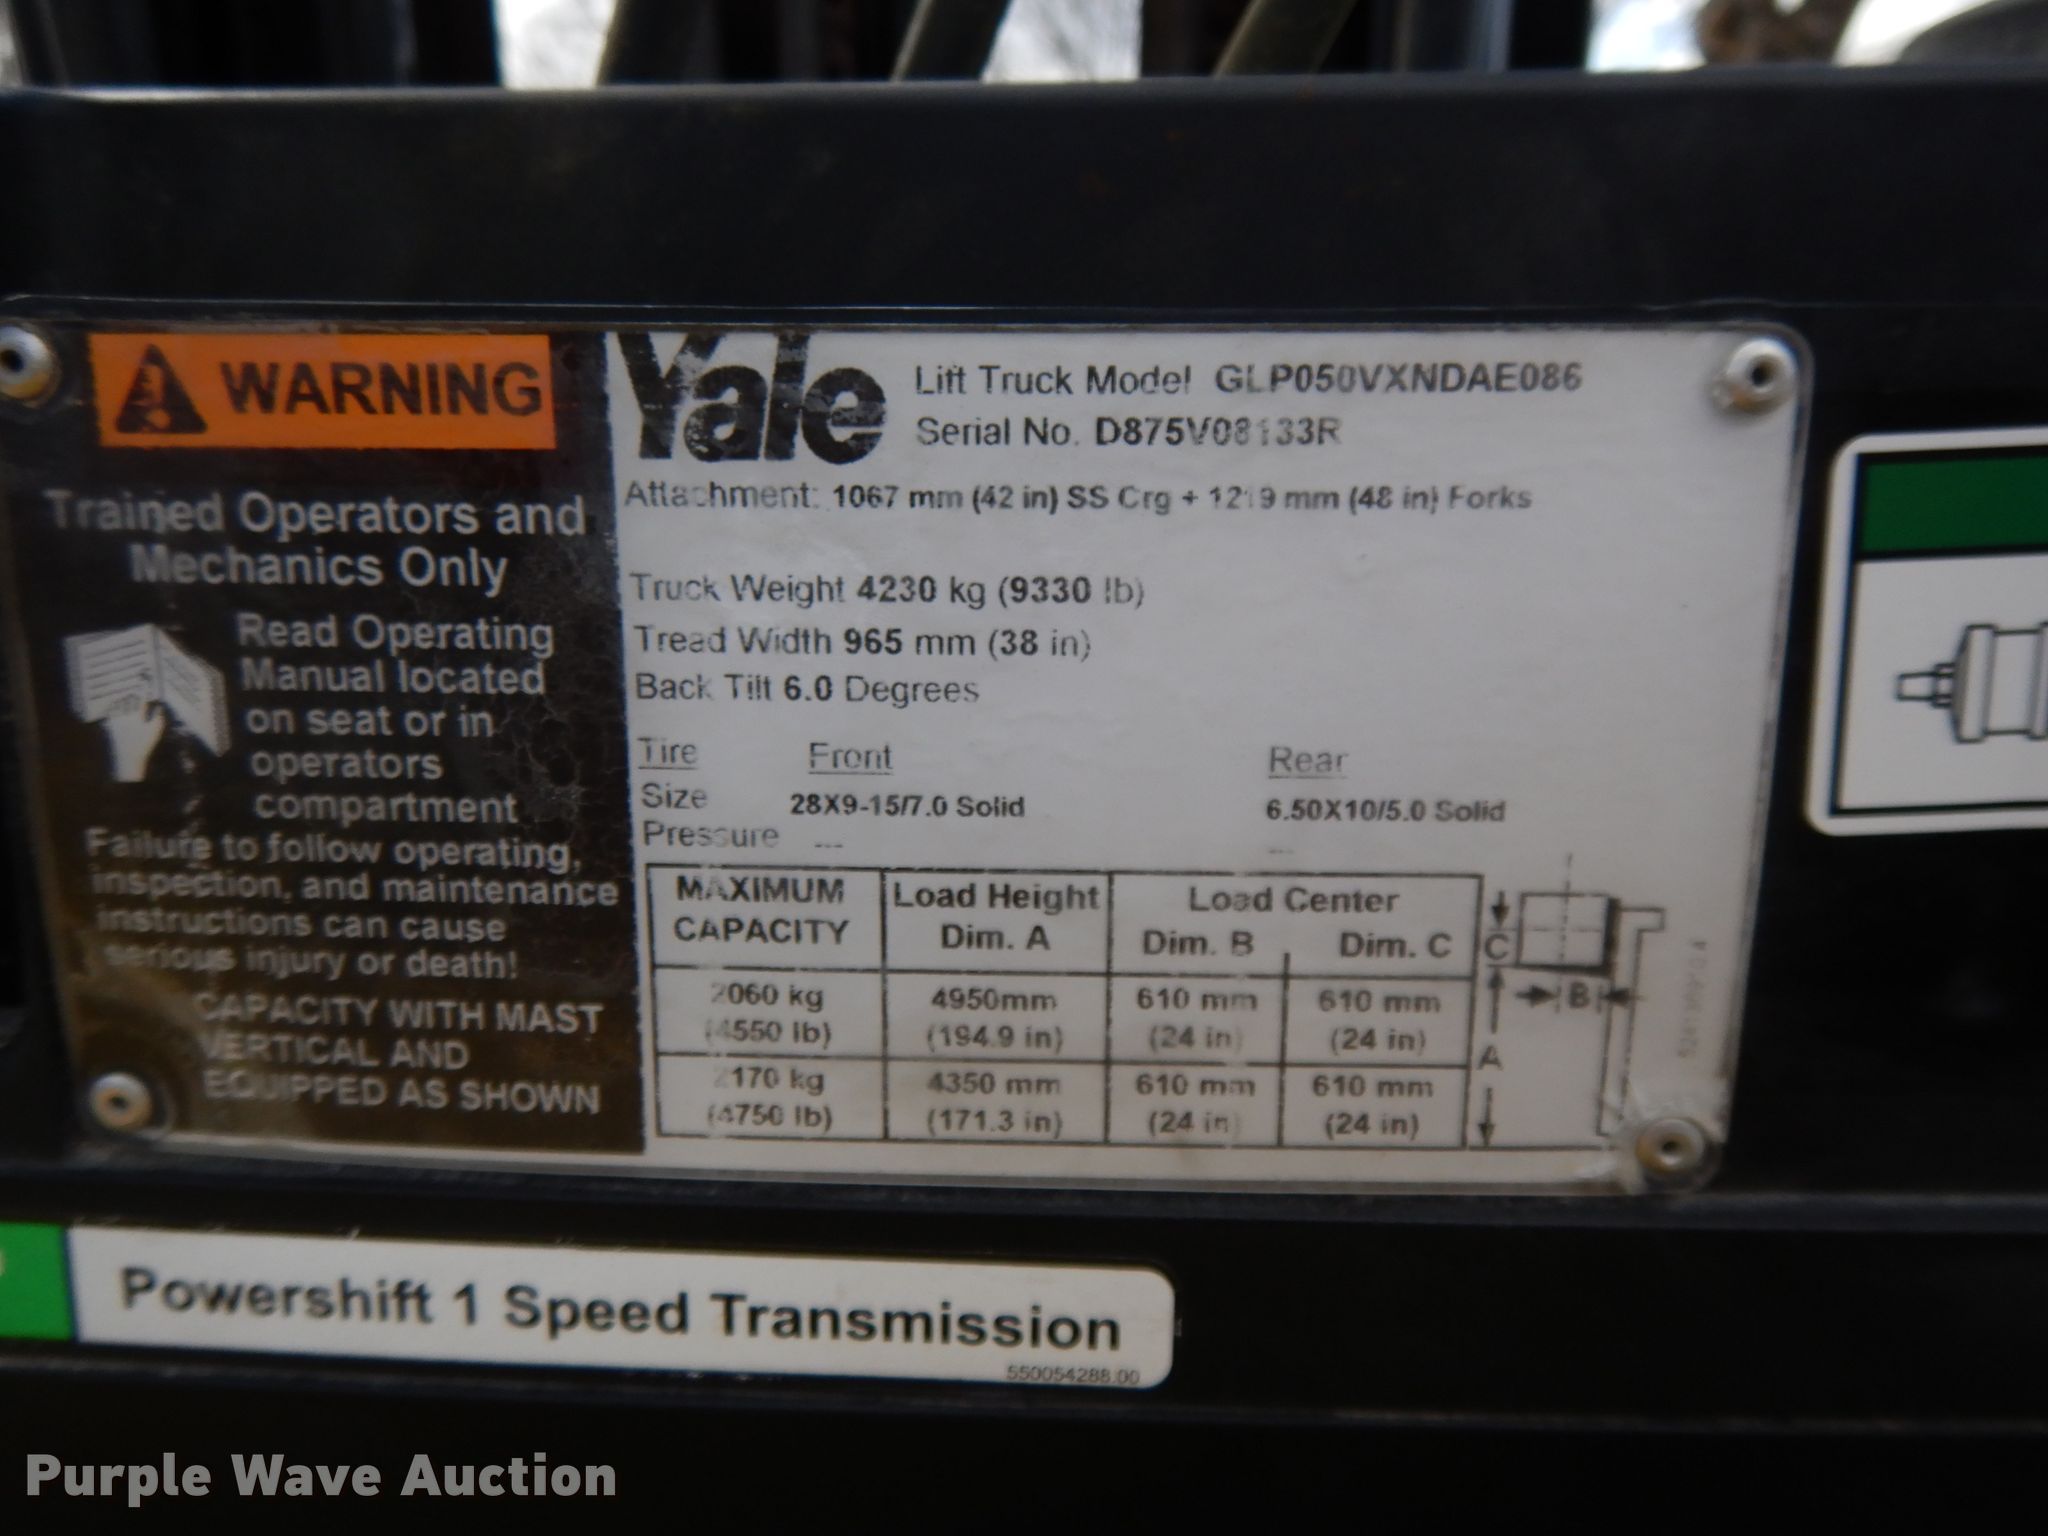 WARNING
Trained Operators and
Mechanics Only
Read Operating
Manual located
on seat or in
operators
compartment
Failure to follow operating,
inspection, and maintenance
instructions can cause
serious injury or death!
CAPACITY WITH MAST
VERTICAL AND
EQUIPPED AS SHOWN
Yale
Lift Truck Model GLP050VXNDAE086
Serial No. D875V08133R
Attachment: 1067 mm (42 in) SS Crg + 1219 mm (48 in) Forks
Truck Weight 4230 kg (9330 lb)
Tread Width 965 mm (38 in)
Back Tilt 6.0 Degrees
Tire Front Rear
Size 28X9-15/7.0 Solid 6.50X10/5.0 Solid
Pressure --- ---
MAXIMUM CAPACITY Load Height Dim. A Load Center Dim. B Dim. C
2060 kg (4550 lb) 4950mm (194.9 in) 610 mm (24 in) 610 mm (24 in)
2170 kg (4750 lb) 4350 mm (171.3 in) 610 mm (24 in) 610 mm (24 in)
C
B
A
Powershift 1 Speed Transmission
550054288.00
Purple Wave Auction